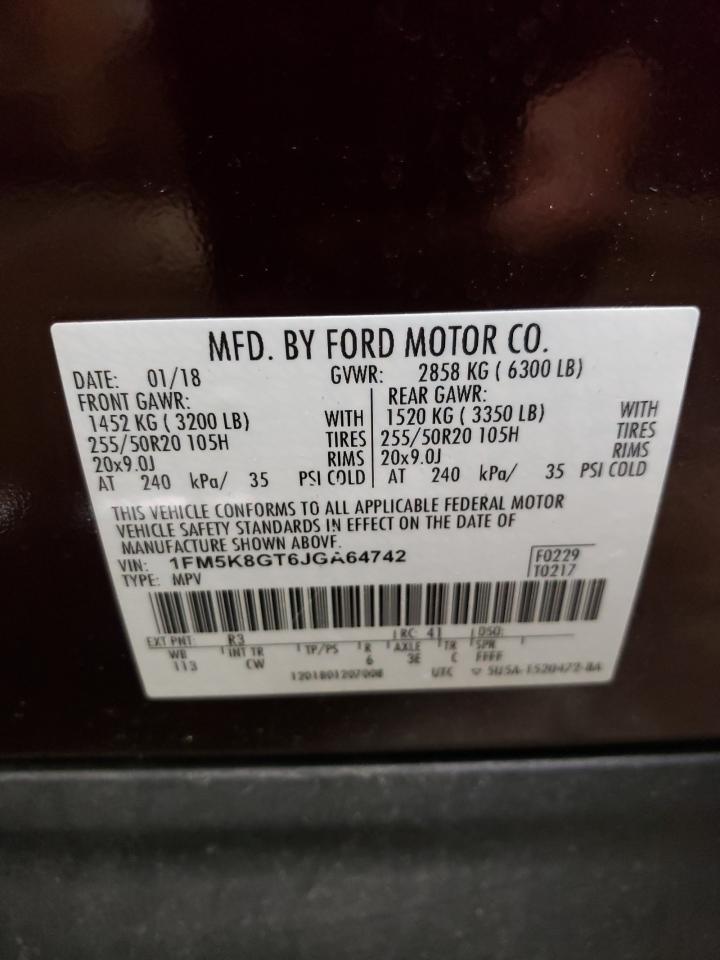 MFD. BY FORD MOTOR CO.
DATE: 01/18 GVWR: 2858 KG ( 6300 LB)
FRONT GAWR: REAR GAWR:
1452 KG ( 3200 LB) WITH 1520 KG ( 3350 LB) WITH
255/50R20 105H TIRES 255/50R20 105H TIRES
20x9.0J RIMS 20x9.0J RIMS
AT 240 kPa/ 35 PSI COLD AT 240 kPa/ 35 PSI COLD
THIS VEHICLE CONFORMS TO ALL APPLICABLE FEDERAL MOTOR
VEHICLE SAFETY STANDARDS IN EFFECT ON THE DATE OF
MANUFACTURE SHOWN ABOVE.
VIN: 1FM5K8GT6JGA64742 F0229
TYPE: MPV T0217
EXT PNT: R3 RC: 41 DSO:
WB INT TR TP/PS R AXLE TR SPR
113 CW 6 3E C FFFF
1201801207008 UTC 5U5A-1520472-BA